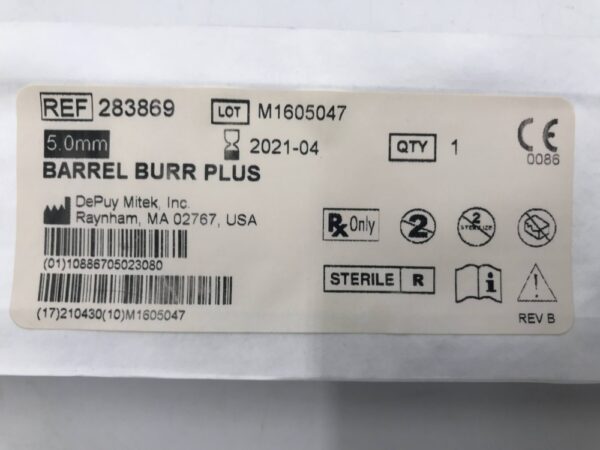 REF 283869 LOT M1605047
5.0mm 2021-04 QTY 1 CE
0086
BARREL BURR PLUS
DePuy Mitek, Inc.
Raynham, MA 02767, USA
Rx Only 2 2 STERILIZE
(01)10886705023080
STERILE R i !
(17)210430(10)M1605047
REV B